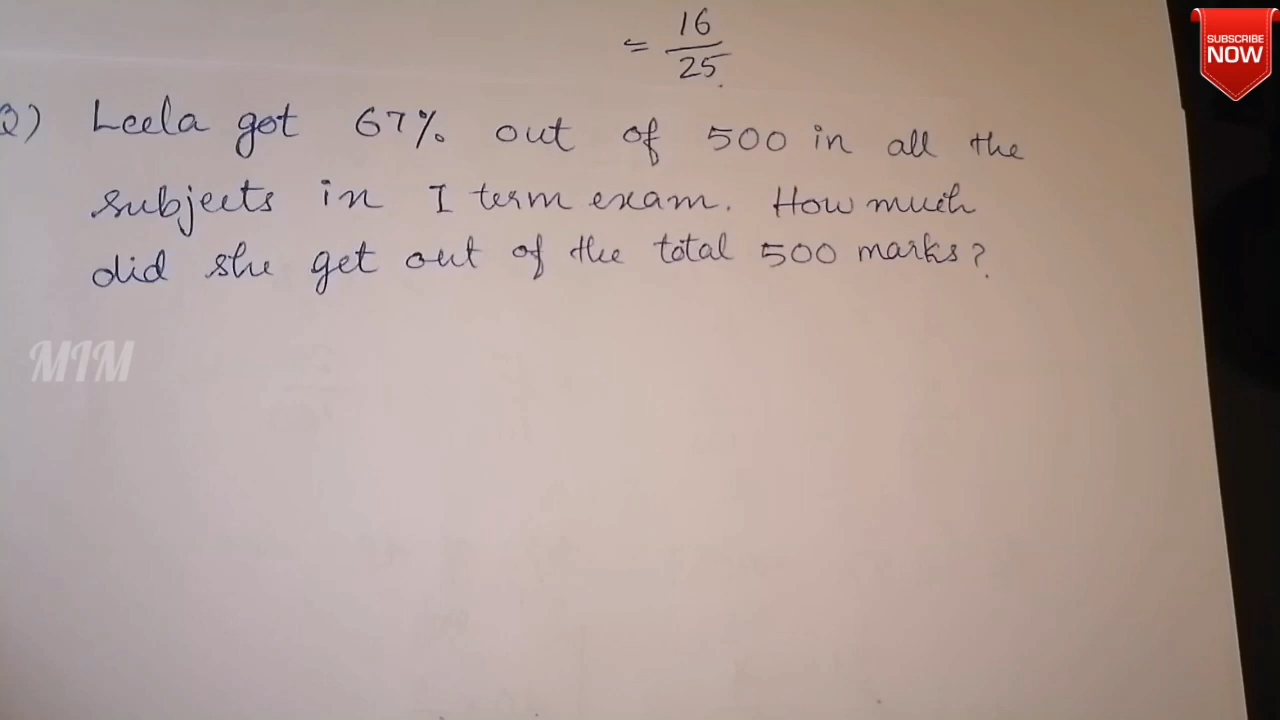 = 16
25
SUBSCRIBE
NOW
Q) Leela got 67% out of 500 in all the
subjects in I term exam. How much
did she get out of the total 500 marks?
MIM